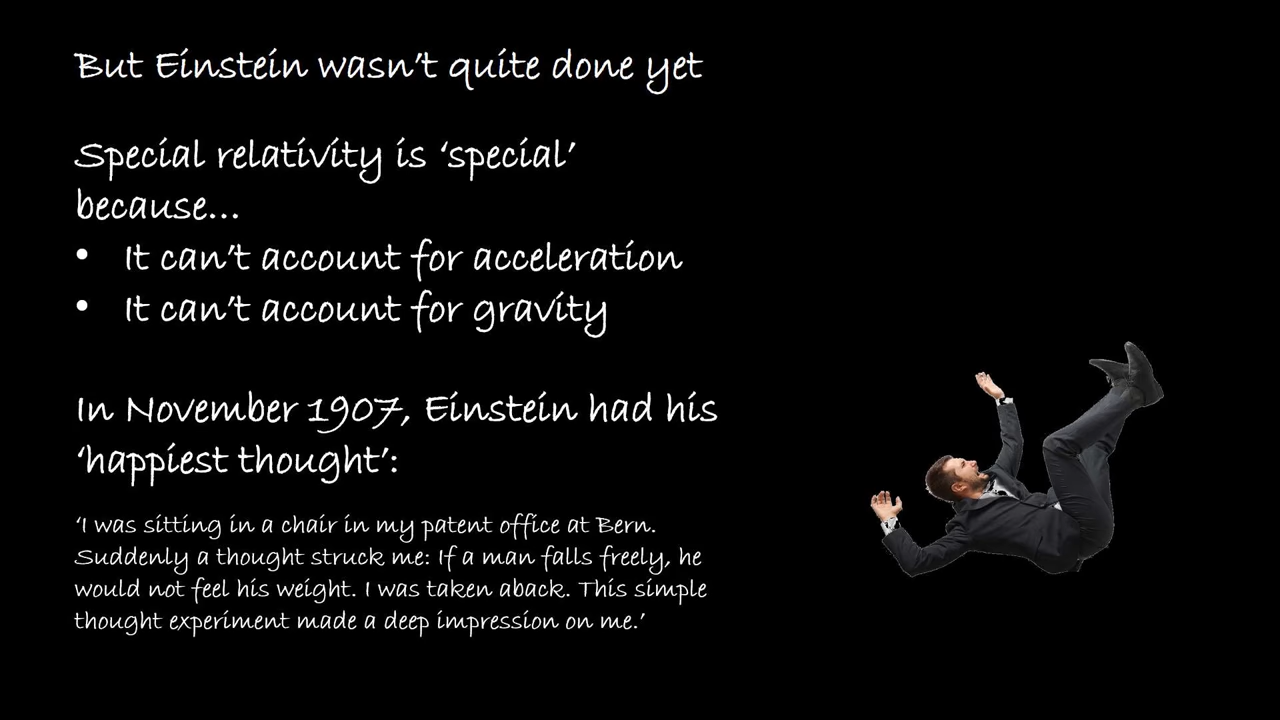 But Einstein wasn't quite done yet
Special relativity is ‘special’
because...
• It can't account for acceleration
• It can't account for gravity
In November 1907, Einstein had his
‘happiest thought’:
‘I was sitting in a chair in my patent office at Bern.
Suddenly a thought struck me: If a man falls freely, he
would not feel his weight. I was taken aback. This simple
thought experiment made a deep impression on me.’